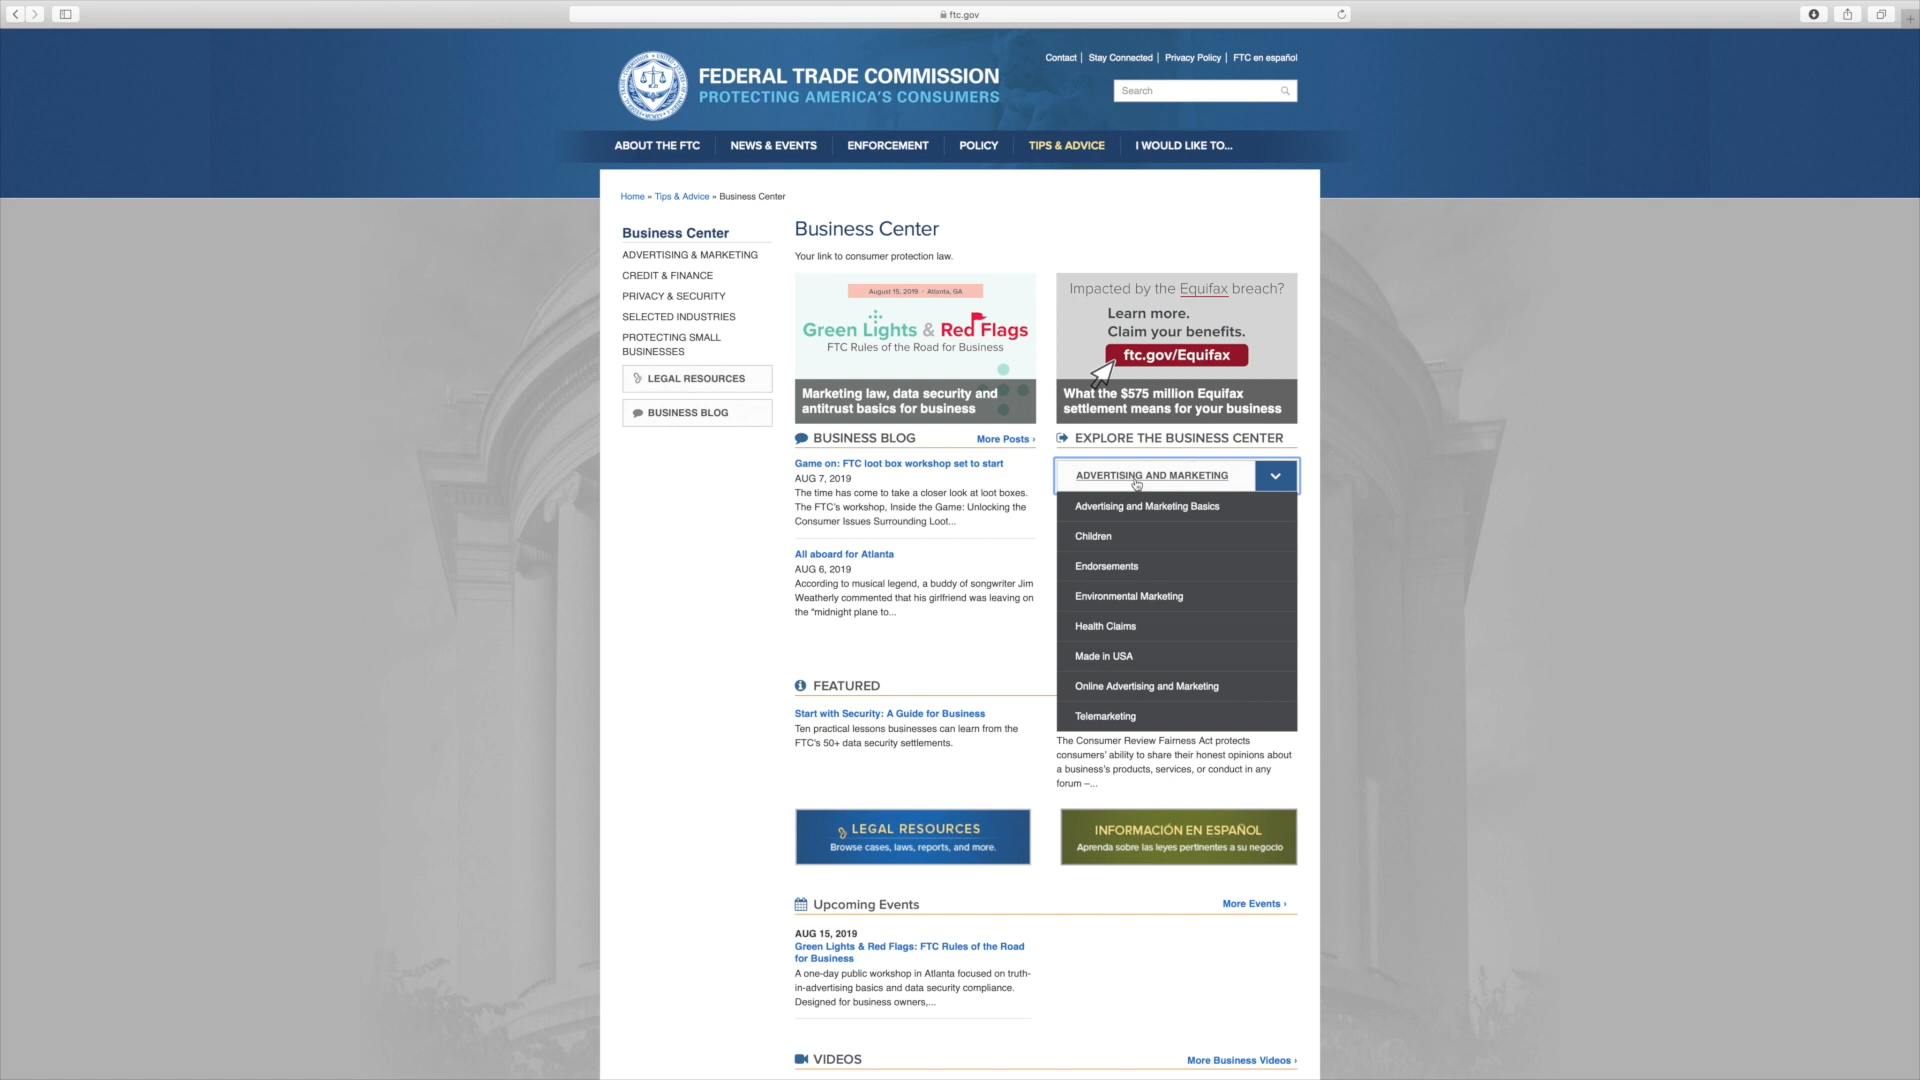 ftc.gov
FEDERAL TRADE COMMISSION
PROTECTING AMERICA'S CONSUMERS
Contact | Stay Connected | Privacy Policy | FTC en español
Search
ABOUT THE FTC
NEWS & EVENTS
ENFORCEMENT
POLICY
TIPS & ADVICE
I WOULD LIKE TO...
Home » Tips & Advice » Business Center
Business Center
ADVERTISING & MARKETING
CREDIT & FINANCE
PRIVACY & SECURITY
SELECTED INDUSTRIES
PROTECTING SMALL
BUSINESSES
LEGAL RESOURCES
BUSINESS BLOG
Business Center
Your link to consumer protection law.
August 15, 2019 - Atlanta, GA
Green Lights & Red Flags
FTC Rules of the Road for Business
Marketing law, data security and
antitrust basics for business
Impacted by the Equifax breach?
Learn more.
Claim your benefits.
ftc.gov/Equifax
What the $575 million Equifax
settlement means for your business
BUSINESS BLOG
More Posts ›
Game on: FTC loot box workshop set to start
AUG 7, 2019
The time has come to take a closer look at loot boxes.
The FTC's workshop, Inside the Game: Unlocking the
Consumer Issues Surrounding Loot...
All aboard for Atlanta
AUG 6, 2019
According to musical legend, a buddy of songwriter Jim
Weatherly commented that his girlfriend was leaving on
the "midnight plane to...
EXPLORE THE BUSINESS CENTER
ADVERTISING AND MARKETING
Advertising and Marketing Basics
Children
Endorsements
Environmental Marketing
Health Claims
Made in USA
Online Advertising and Marketing
Telemarketing
FEATURED
Start with Security: A Guide for Business
Ten practical lessons businesses can learn from the
FTC's 50+ data security settlements.
The Consumer Review Fairness Act protects
consumers' ability to share their honest opinions about
a business's products, services, or conduct in any
forum –...
LEGAL RESOURCES
Browse cases, laws, reports, and more.
INFORMACIÓN EN ESPAÑOL
Aprenda sobre las leyes pertinentes a su negocio
Upcoming Events
More Events ›
AUG 15, 2019
Green Lights & Red Flags: FTC Rules of the Road
for Business
A one-day public workshop in Atlanta focused on truth-
in-advertising basics and data security compliance.
Designed for business owners,...
VIDEOS
More Business Videos ›